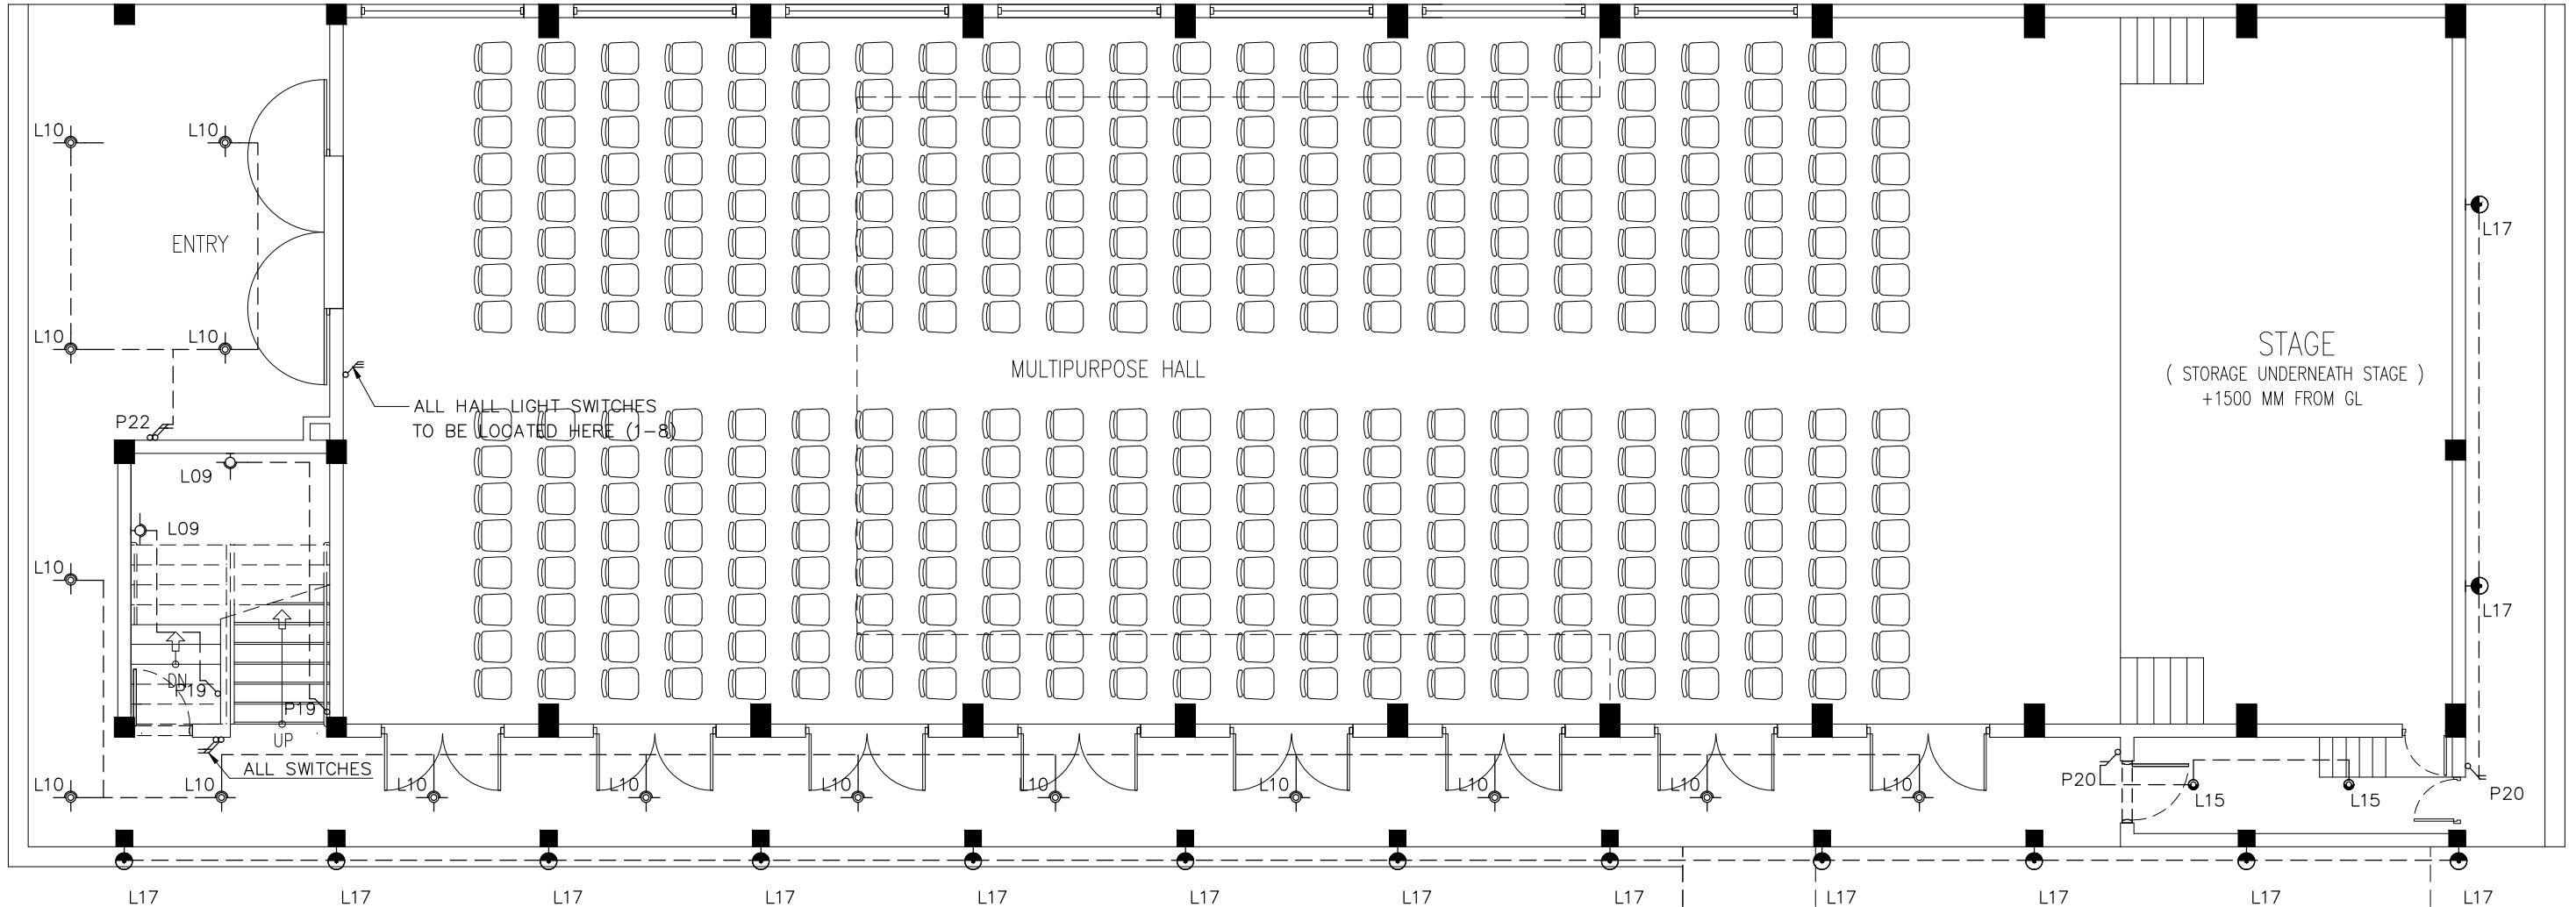 L10
L10
L17
ENTRY
L10
L10
MULTIPURPOSE HALL
STAGE
( STORAGE UNDERNEATH STAGE )
+1500 MM FROM GL
ALL HALL LIGHT SWITCHES
TO BE LOCATED HERE (1-8)
P22
L09
L09
L10
L17
DN
P19
P19
UP
ALL SWITCHES
L10
L10
L10
L10
L10
L10
L10
L10
L10
L10
P20
L15
L15
P20
L17
L17
L17
L17
L17
L17
L17
L17
L17
L17
L17
L17